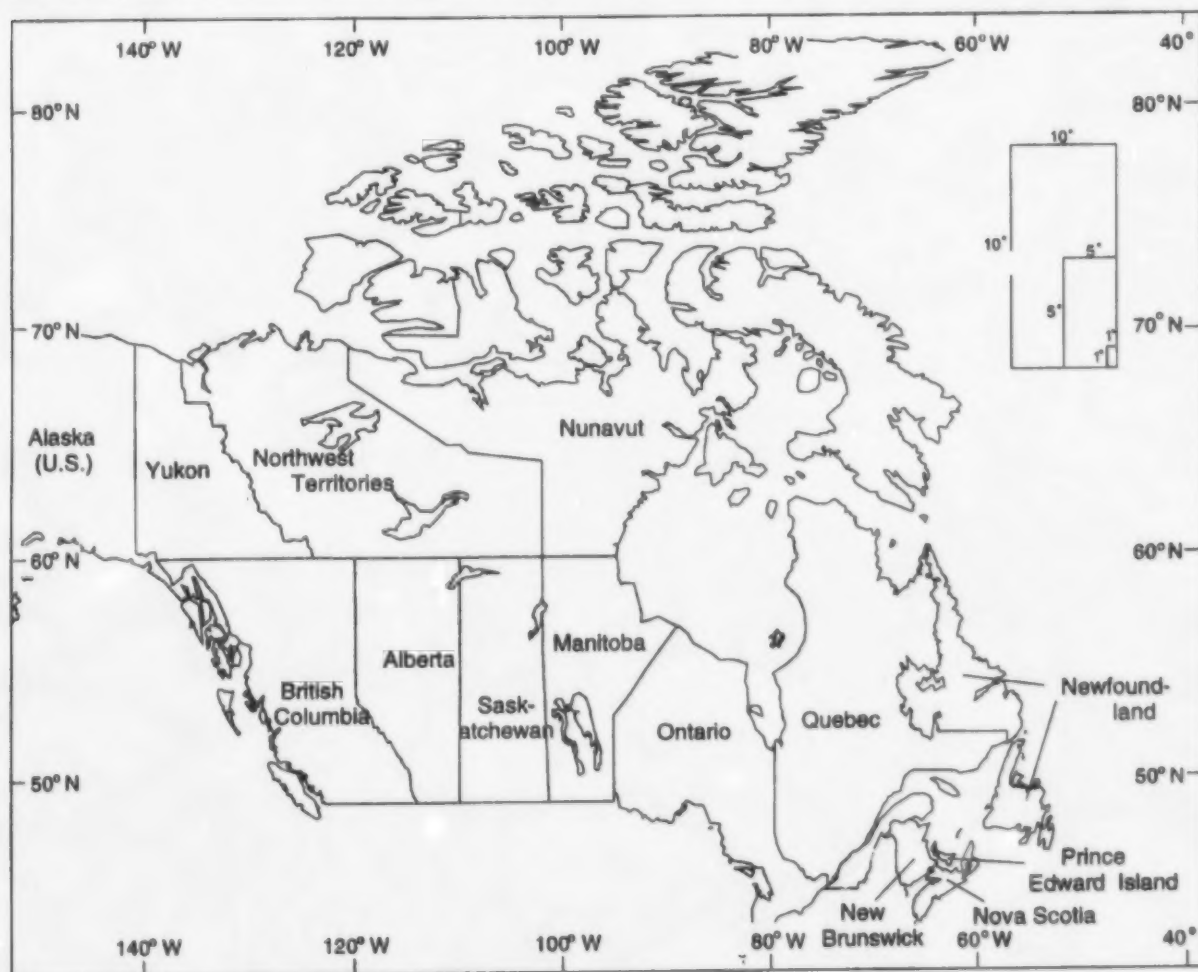 140° W 120° W 100° W 80° W 60° W 40°
80° N 80° N
10°
10° 5°
5°
1°
1°
70° N 70° N
Alaska
(U.S.)
Yukon
Northwest
Territories
Nunavut
60° N 60° N
British
Columbia
Alberta
Sask-
atchewan
Manitoba
Ontario
Quebec
Newfound-
land
50° N 50° N
Prince
Edward Island
New
Brunswick
Nova Scotia
140° W 120° W 100° W 80° W 60° W 40°